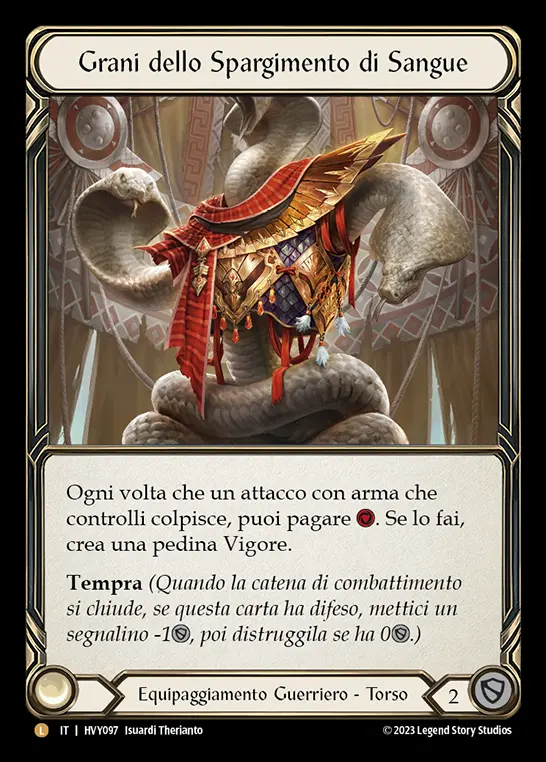 Grani dello Spargimento di Sangue
Ogni volta che un attacco con arma che
controlli colpisce, puoi pagare . Se lo fai,
crea una pedina Vigore.
Tempra (Quando la catena di combattimento
si chiude, se questa carta ha difeso, mettici un
segnalino -1, poi distruggila se ha 0.)
Equipaggiamento Guerriero - Torso
2
L IT | HVY097 Isuardi Therianto
© 2023 Legend Story Studios